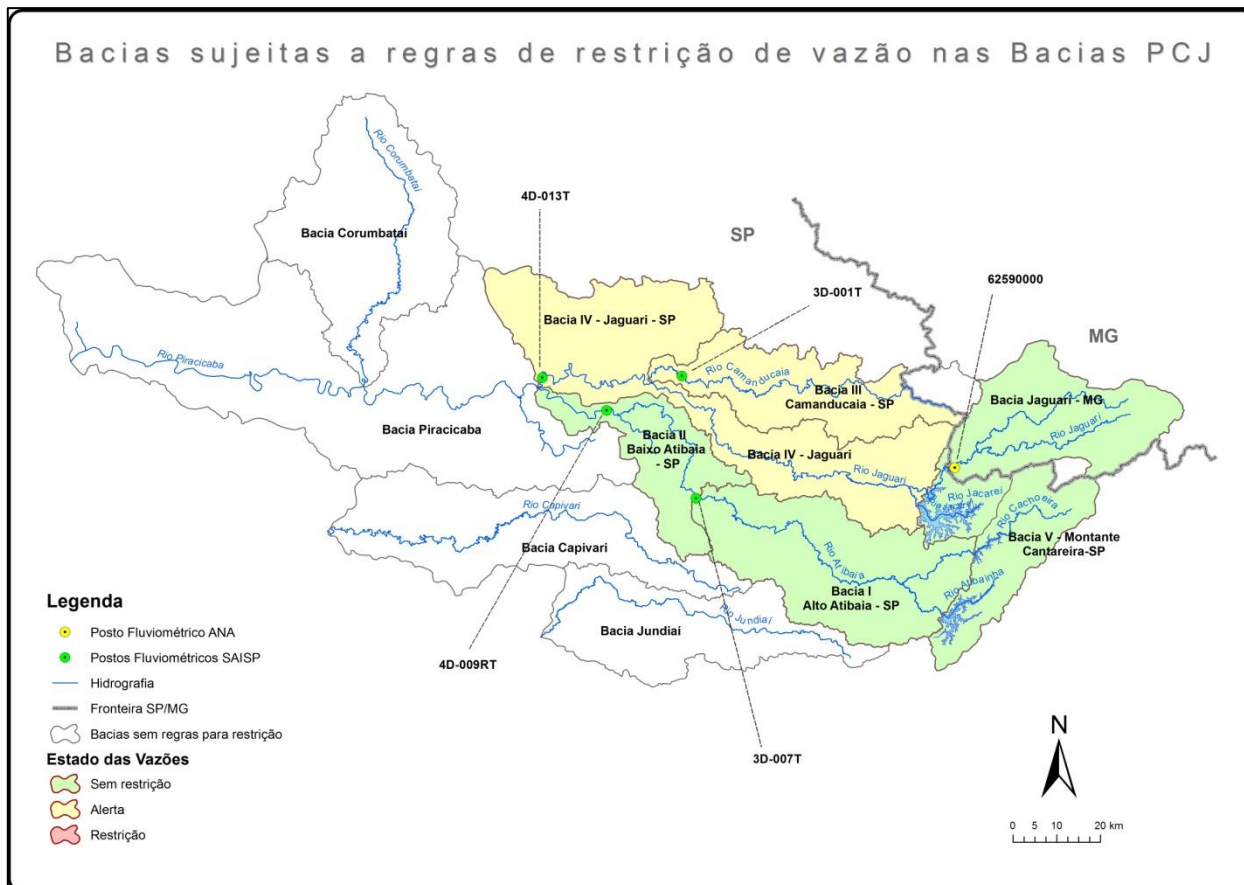 Bacias sujeitas a regras de restrição de vazão nas Bacias PCJ
Rio Corumbataí
4D-013T
Bacia Corumbataí
SP
62590000
3D-001T
Bacia IV - Jaguari - SP
MG
Rio Piracicaba
Rio Camanducaia
Bacia III
Camanducaia - SP
Bacia Jaguari - MG
Bacia Piracicaba
Bacia II
Baixo Atibaia
- SP
Rio Jaguari
Bacia IV - Jaguari
Rio Jaguari
Rio Jacareí
Rio Cachoeira
Rio Capivari
Bacia V - Montante
Cantareira-SP
Bacia Capivari
Rio Atibaia
Rio Atibainha
Bacia I
Alto Atibaia - SP
Legenda
Rio Jundiaí
Posto Fluviométrico ANA
Bacia Jundiaí
Postos Fluviométricos SAISP
4D-009RT
Hidrografia
Fronteira SP/MG
N
Bacias sem regras para restrição
3D-007T
Estado das Vazões
Sem restrição
Alerta
0 5 10 20 km
Restrição